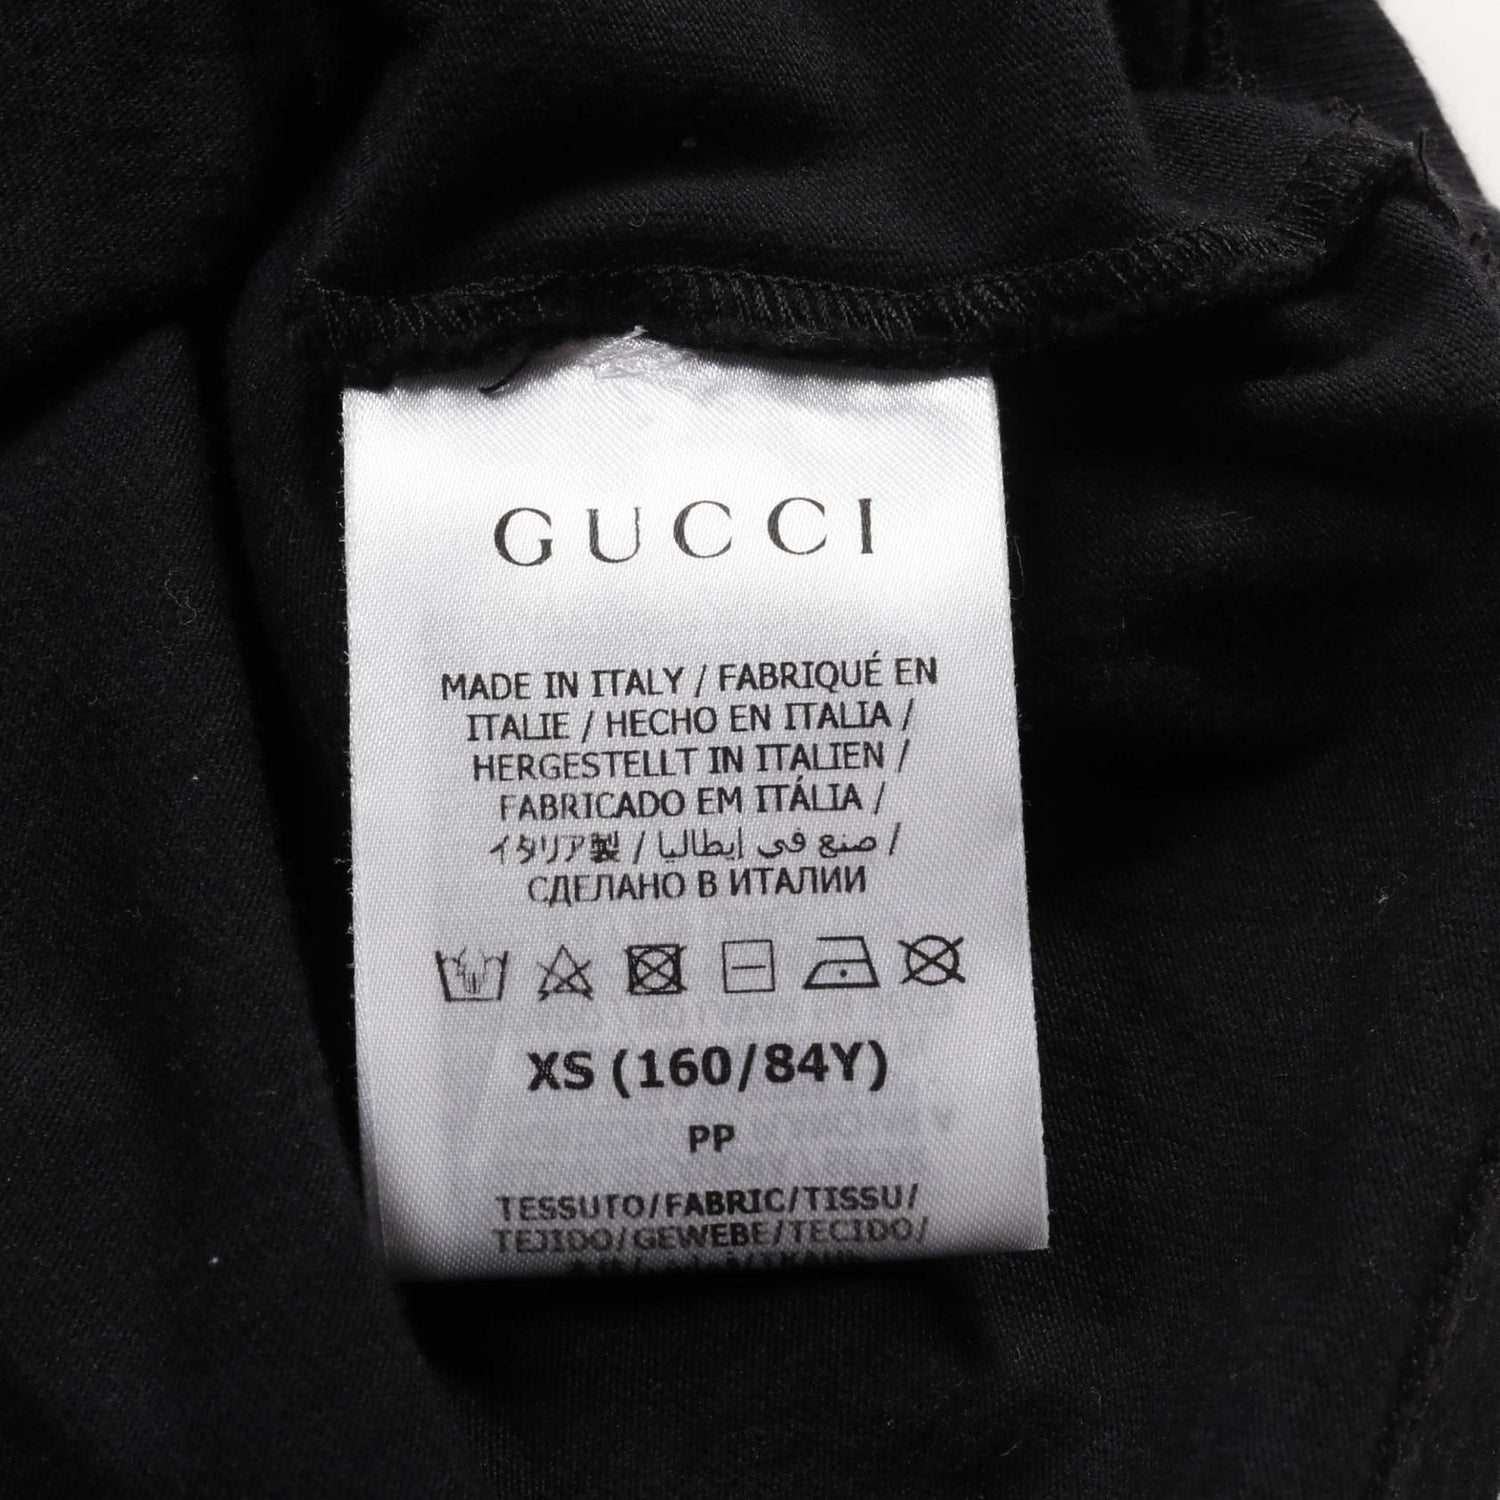 GUCCI
MADE IN ITALY / FABRIQUÉ EN
ITALIE / HECHO EN ITALIA /
HERGESTELLT IN ITALIEN /
FABRICADO EM ITÁLIA /
イタリア製 / صنع في إيطاليا /
СДЕЛАНО В ИТАЛИИ
XS (160/84Y)
PP
TESSUTO/FABRIC/TISSU/
TEJIDO/GEWEBE/TECIDO/